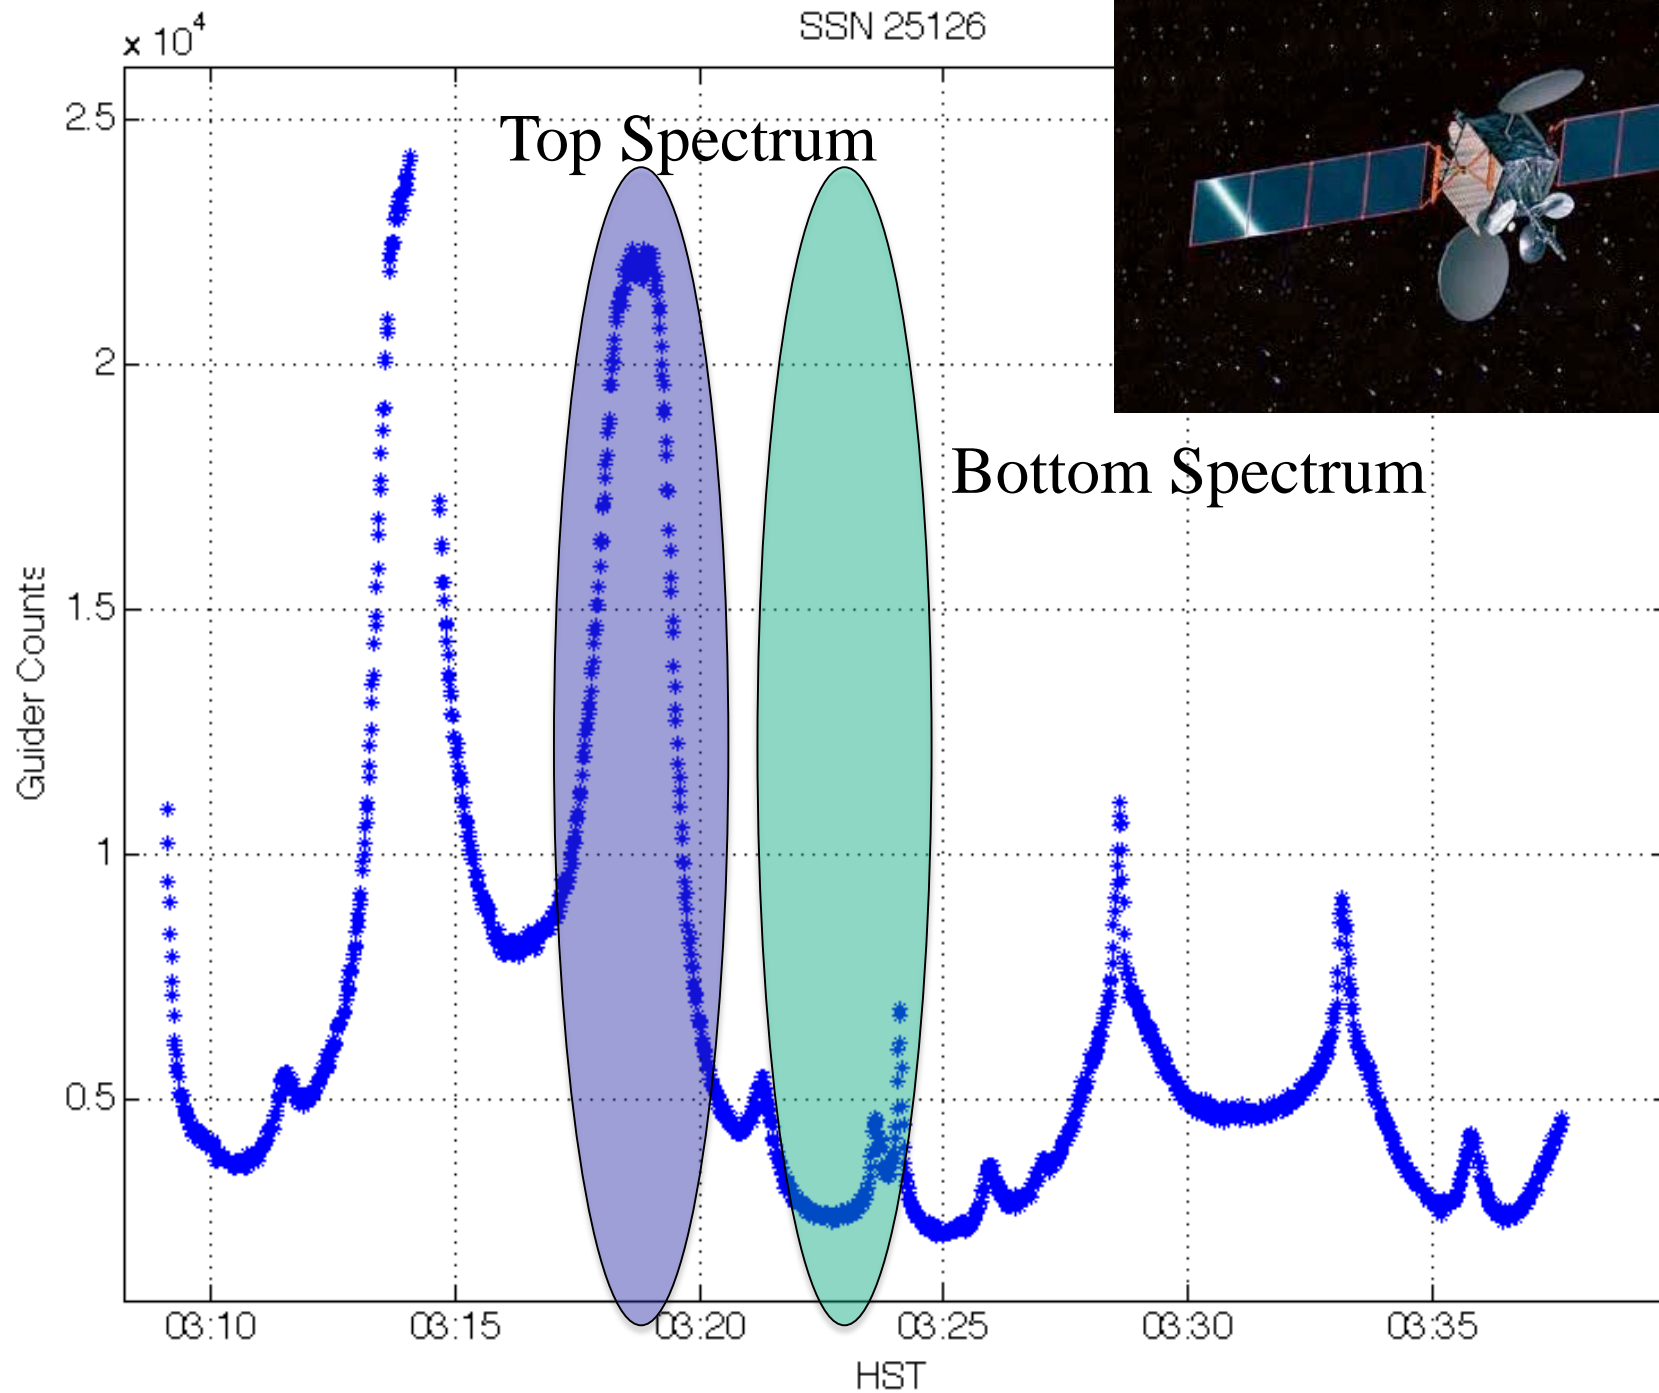 SSN 25126
x 10^4
Top Spectrum
Bottom Spectrum
2.5
2
1.5
1
0.5
Guider Counts
03:10 03:15 03:20 03:25 03:30 03:35
HST